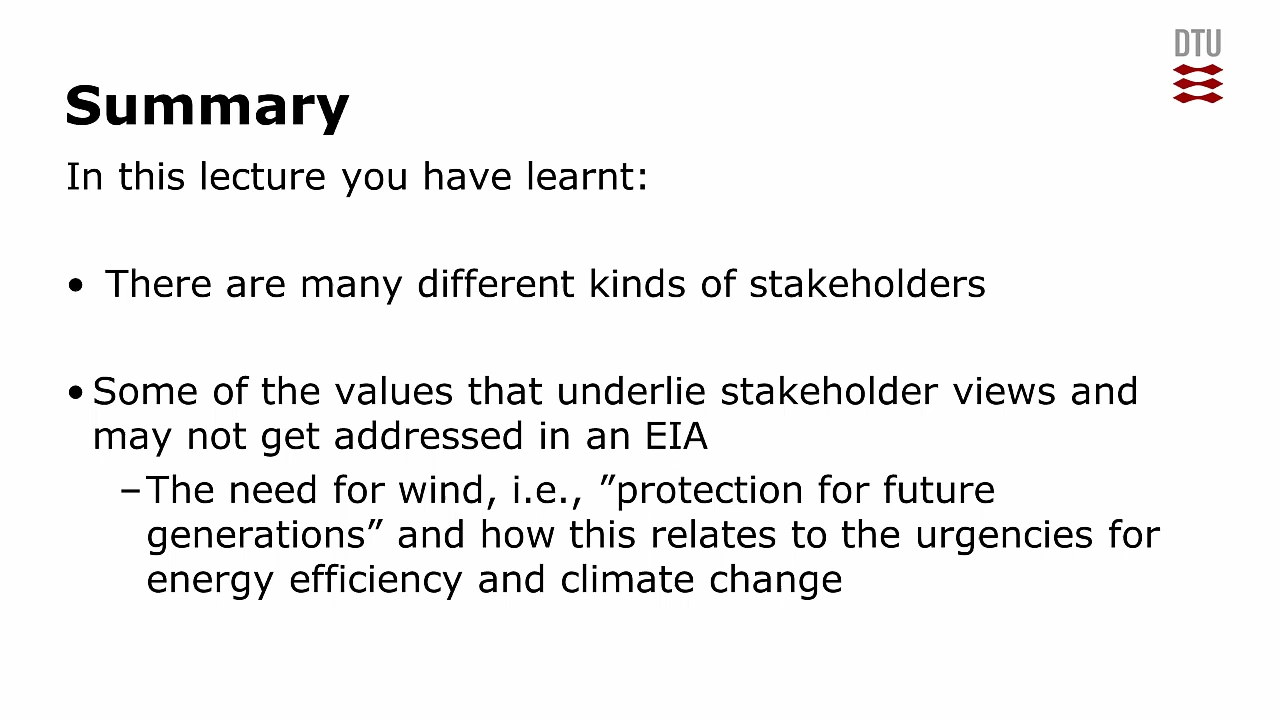 DTU
Summary
In this lecture you have learnt:
• There are many different kinds of stakeholders
• Some of the values that underlie stakeholder views and
may not get addressed in an EIA
–The need for wind, i.e., ”protection for future
generations” and how this relates to the urgencies for
energy efficiency and climate change